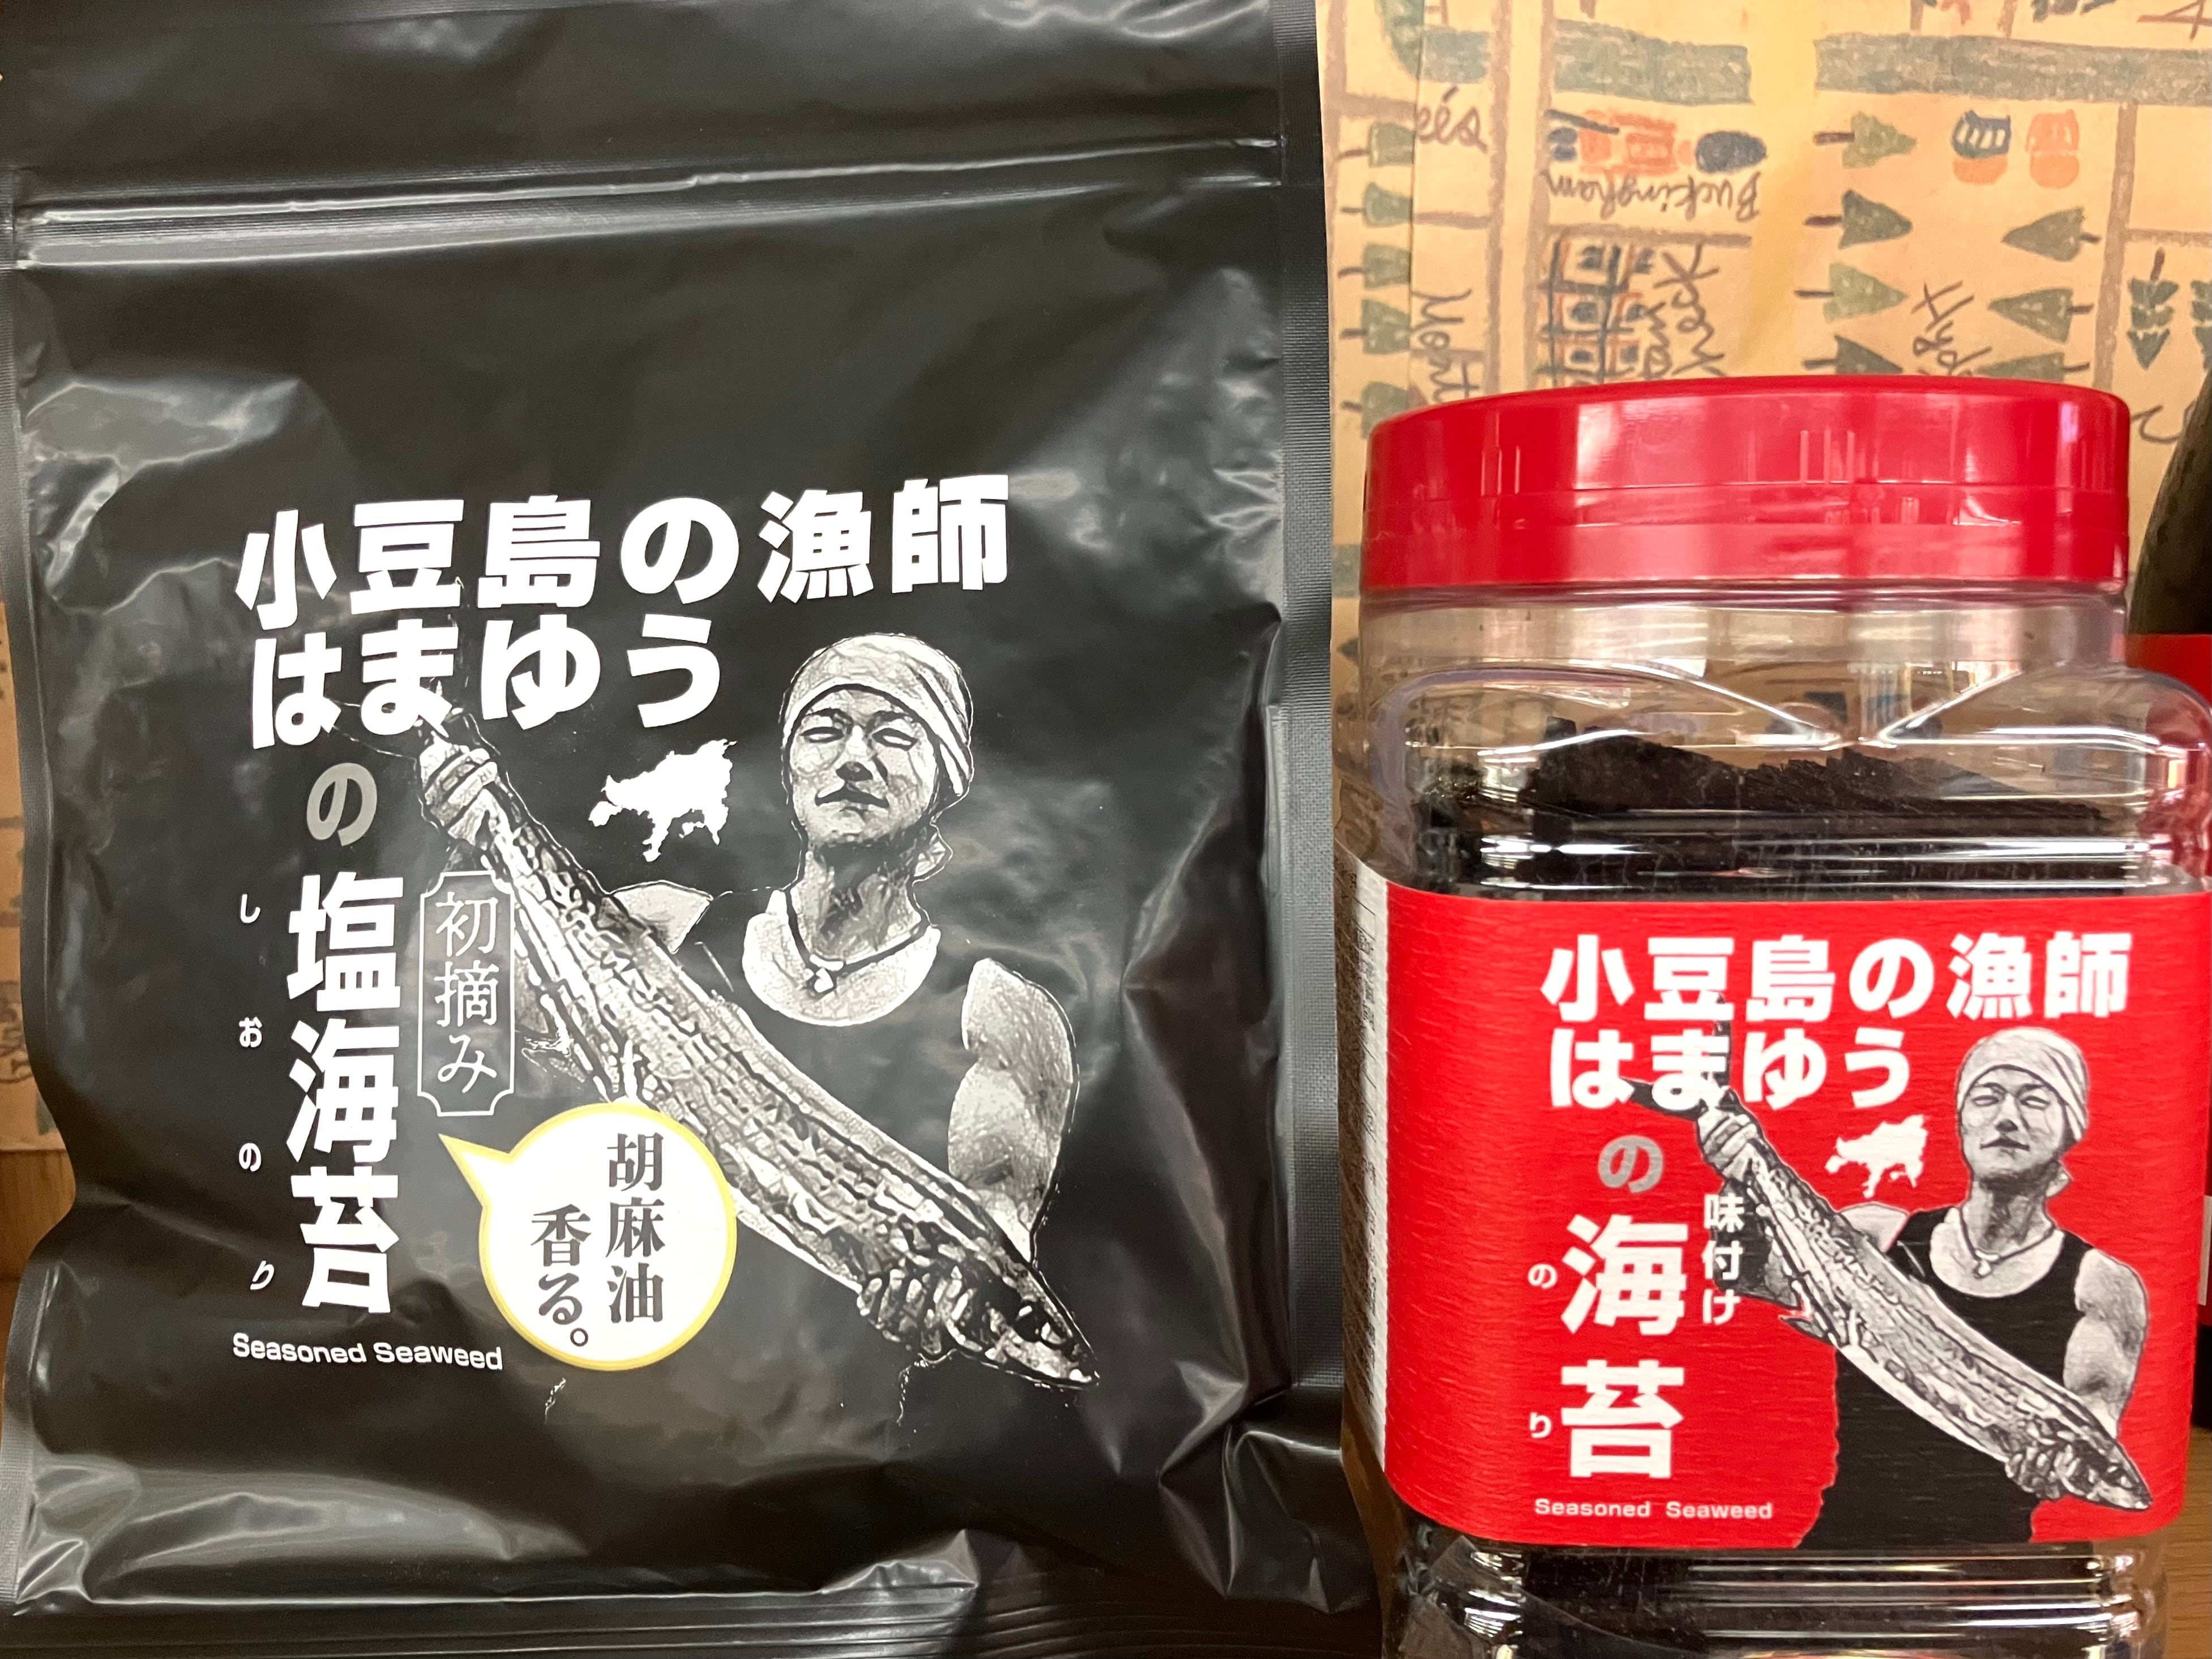 小豆島の漁師
はまゆう
の
塩海苔
しおのり
初摘み
胡麻油
香る。
Seasoned Seaweed
小豆島の漁師
はまゆう
の
味付け
海苔
のり
Seasoned Seaweed
Buckingham